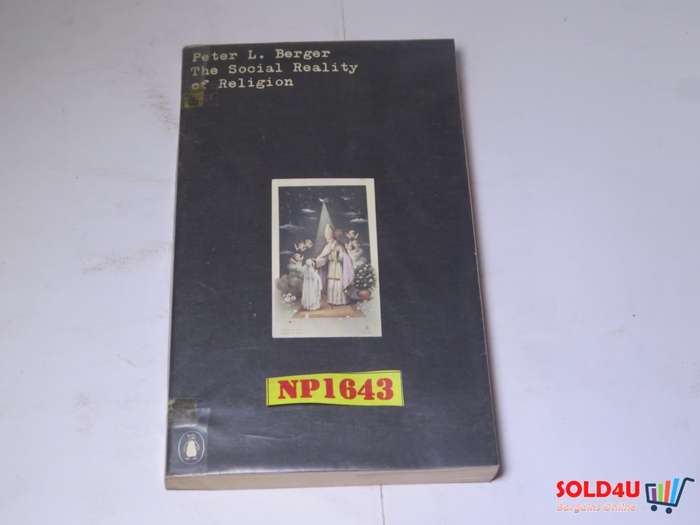 Peter L. Berger
The Social Reality
of Religion
NP1643
SOLD4U
Bargains Online